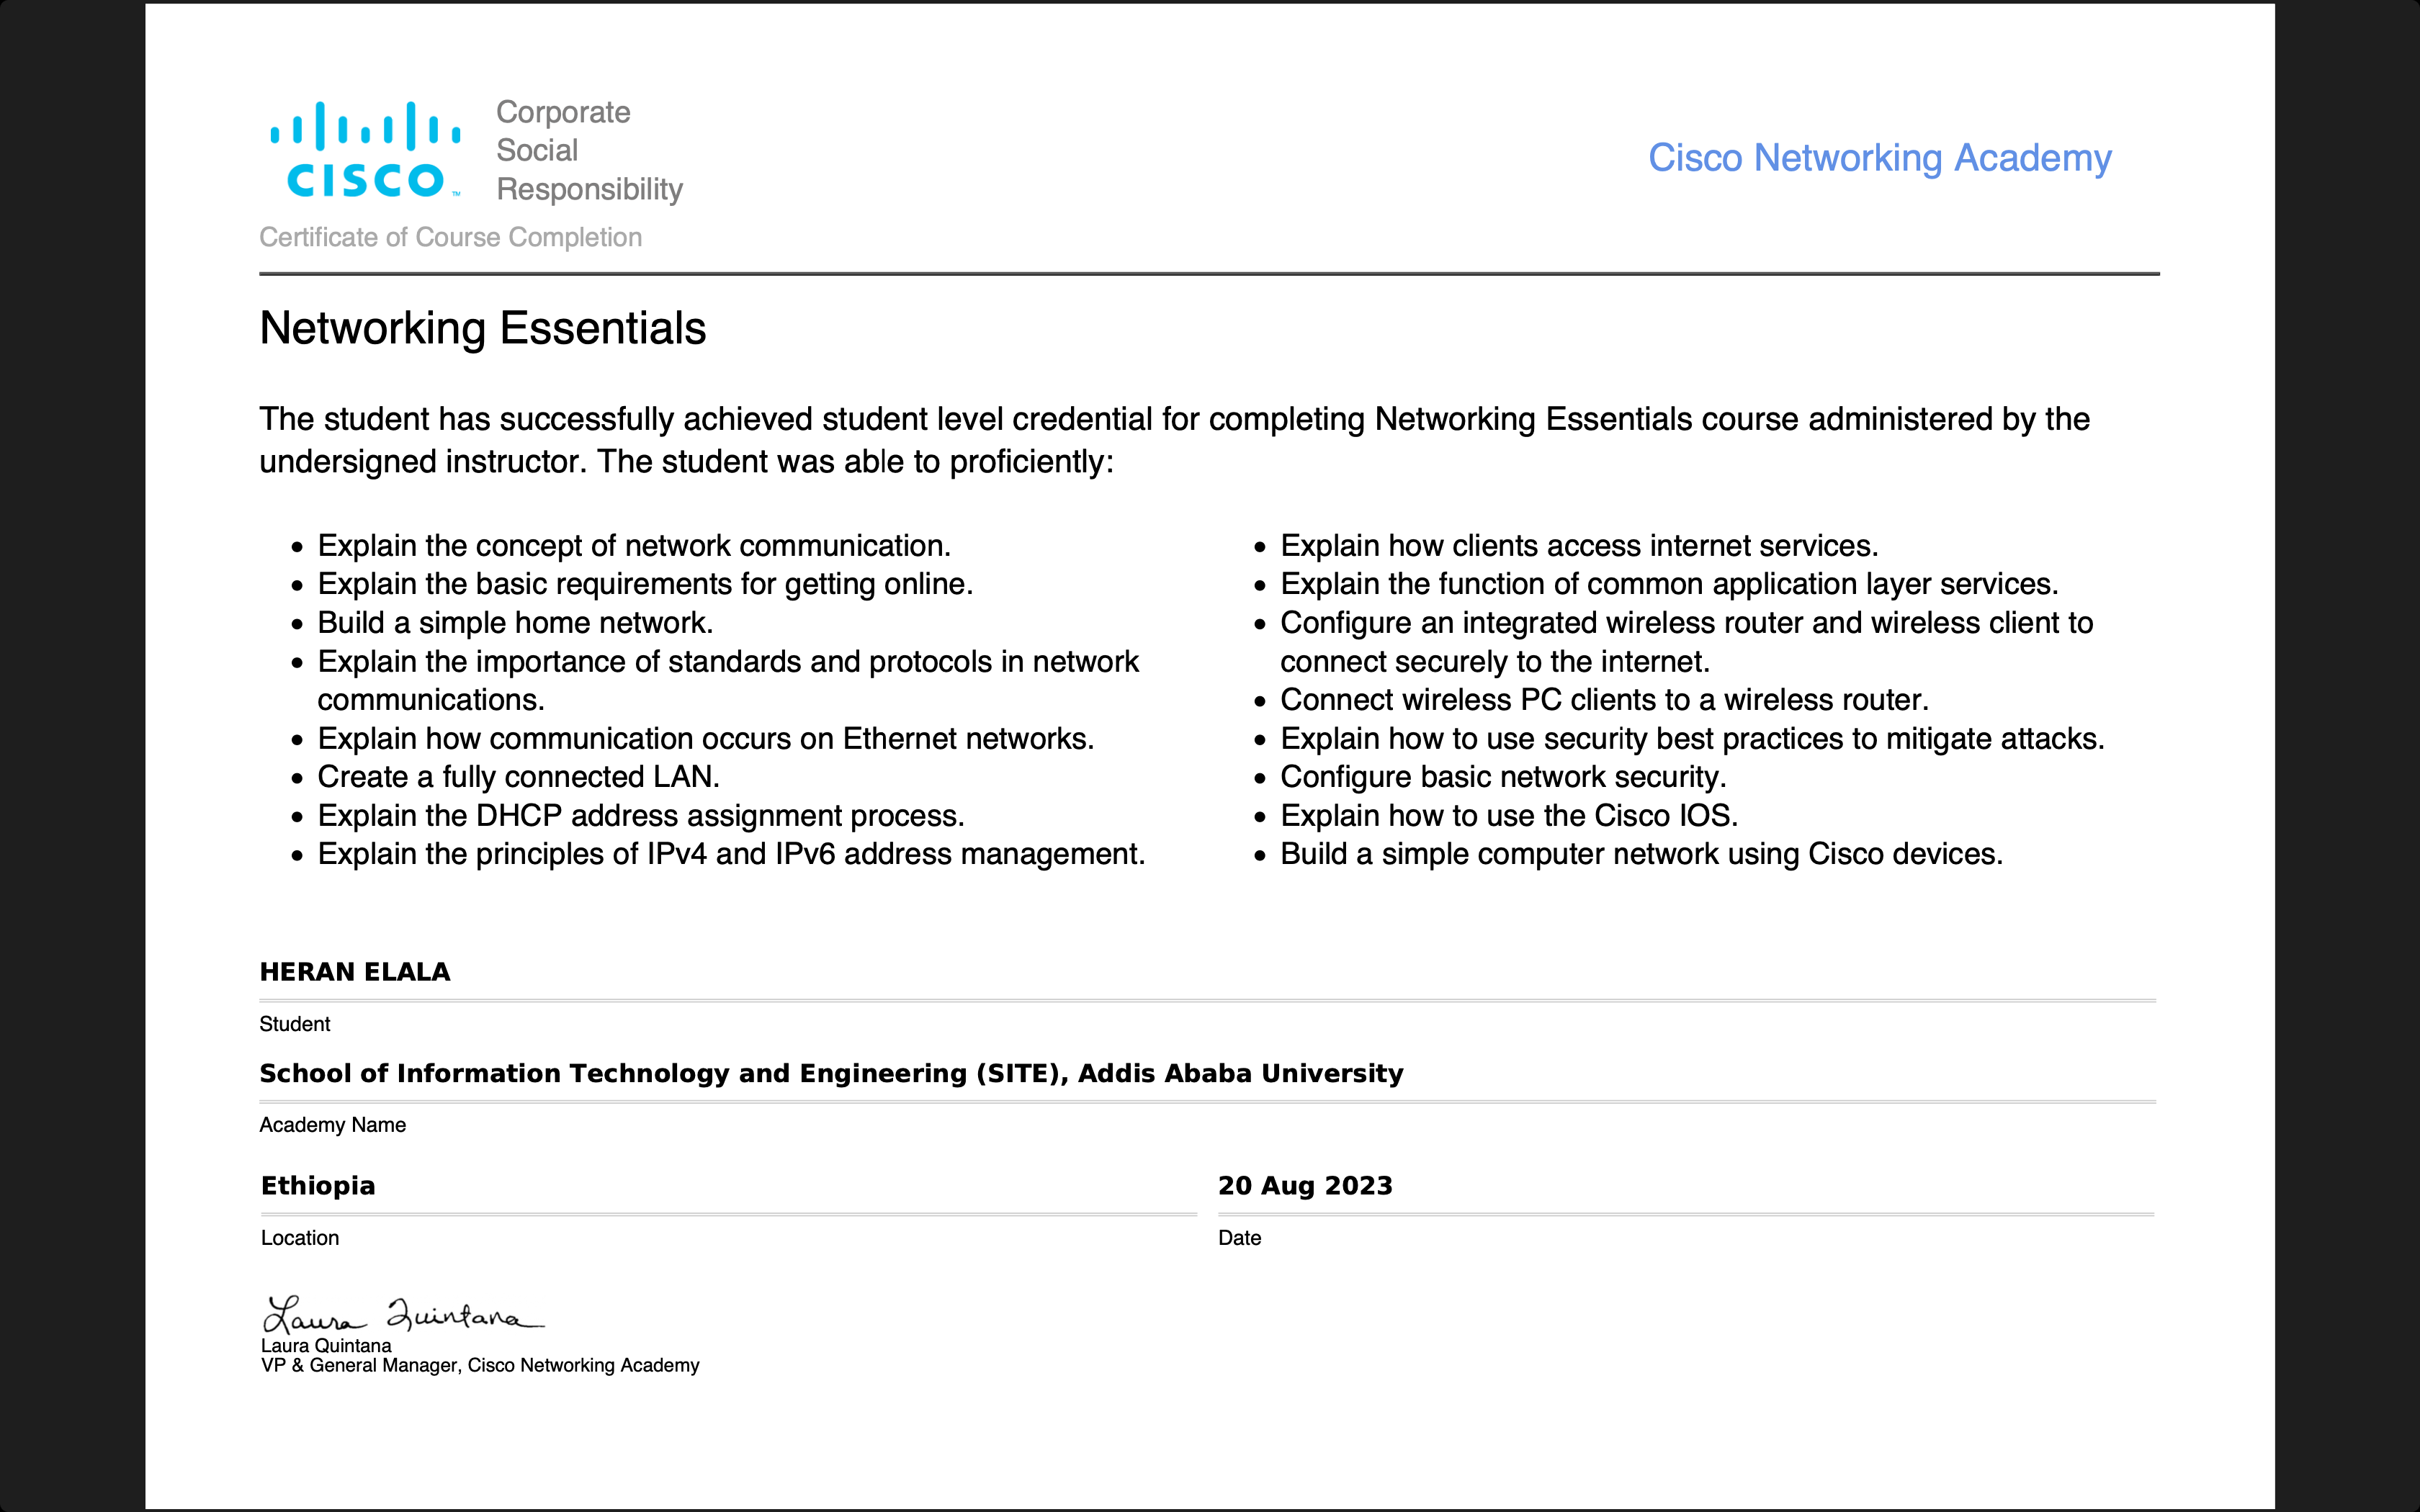 CISCO
TM
Corporate
Social
Responsibility
Cisco Networking Academy
Certificate of Course Completion
Networking Essentials
The student has successfully achieved student level credential for completing Networking Essentials course administered by the
undersigned instructor. The student was able to proficiently:
• Explain the concept of network communication.
• Explain the basic requirements for getting online.
• Build a simple home network.
• Explain the importance of standards and protocols in network
communications.
• Explain how communication occurs on Ethernet networks.
• Create a fully connected LAN.
• Explain the DHCP address assignment process.
• Explain the principles of IPv4 and IPv6 address management.
• Explain how clients access internet services.
• Explain the function of common application layer services.
• Configure an integrated wireless router and wireless client to
connect securely to the internet.
• Connect wireless PC clients to a wireless router.
• Explain how to use security best practices to mitigate attacks.
• Configure basic network security.
• Explain how to use the Cisco IOS.
• Build a simple computer network using Cisco devices.
HERAN ELALA
Student
School of Information Technology and Engineering (SITE), Addis Ababa University
Academy Name
Ethiopia
Location
20 Aug 2023
Date
Laura Quintana
Laura Quintana
VP & General Manager, Cisco Networking Academy